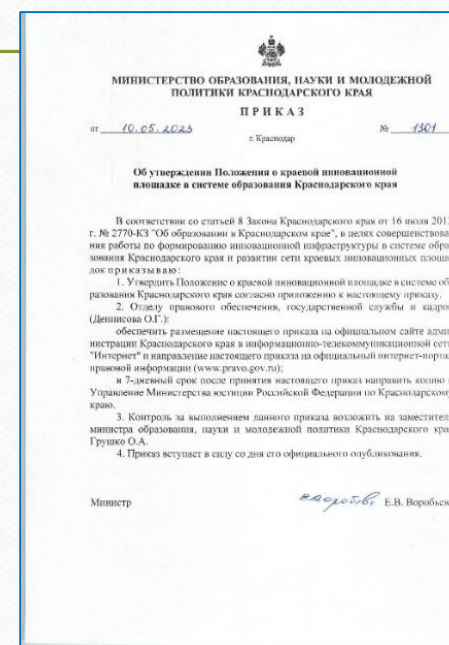 МИНИСТЕРСТВО ОБРАЗОВАНИЯ, НАУКИ И МОЛОДЕЖНОЙ
ПОЛИТИКИ КРАСНОДАРСКОГО КРАЯ
ПРИКАЗ
от 10.05.2023 № 1301
г. Краснодар
Об утверждении Положения о краевой инновационной
площадке в системе образования Краснодарского края
В соответствии со статьей 8 Закона Краснодарского края от 16 июля 2013
г. № 2770-КЗ "Об образовании в Краснодарском крае", в целях совершенствова
ния работы по формированию инновационной инфраструктуры в системе обра
зования Краснодарского края и развитии сети краевых инновационных площа
док приказываю:
1. Утвердить Положение о краевой инновационной площадке в системе об
разования Краснодарского края согласно приложению к настоящему приказу.
2. Отделу правового обеспечения, государственной службы и кадров
(Денисова О.Г.):
обеспечить размещение настоящего приказа на официальном сайте адми
нистрации Краснодарского края в информационно-телекоммуникационной сети
"Интернет" и направление настоящего приказа на официальный интернет-портал
правовой информации (www.pravo.gov.ru);
в 7-дневный срок после принятия настоящего приказ направить копию в
Управление Министерства юстиции Российской Федерации по Краснодарскому
краю.
3. Контроль за выполнением данного приказа возложить на заместителя
министра образования, науки и молодежной политики Краснодарского края
Грушко О.А.
4. Приказ вступает в силу со дня его официального опубликования.
Министр Е.В. Воробьева